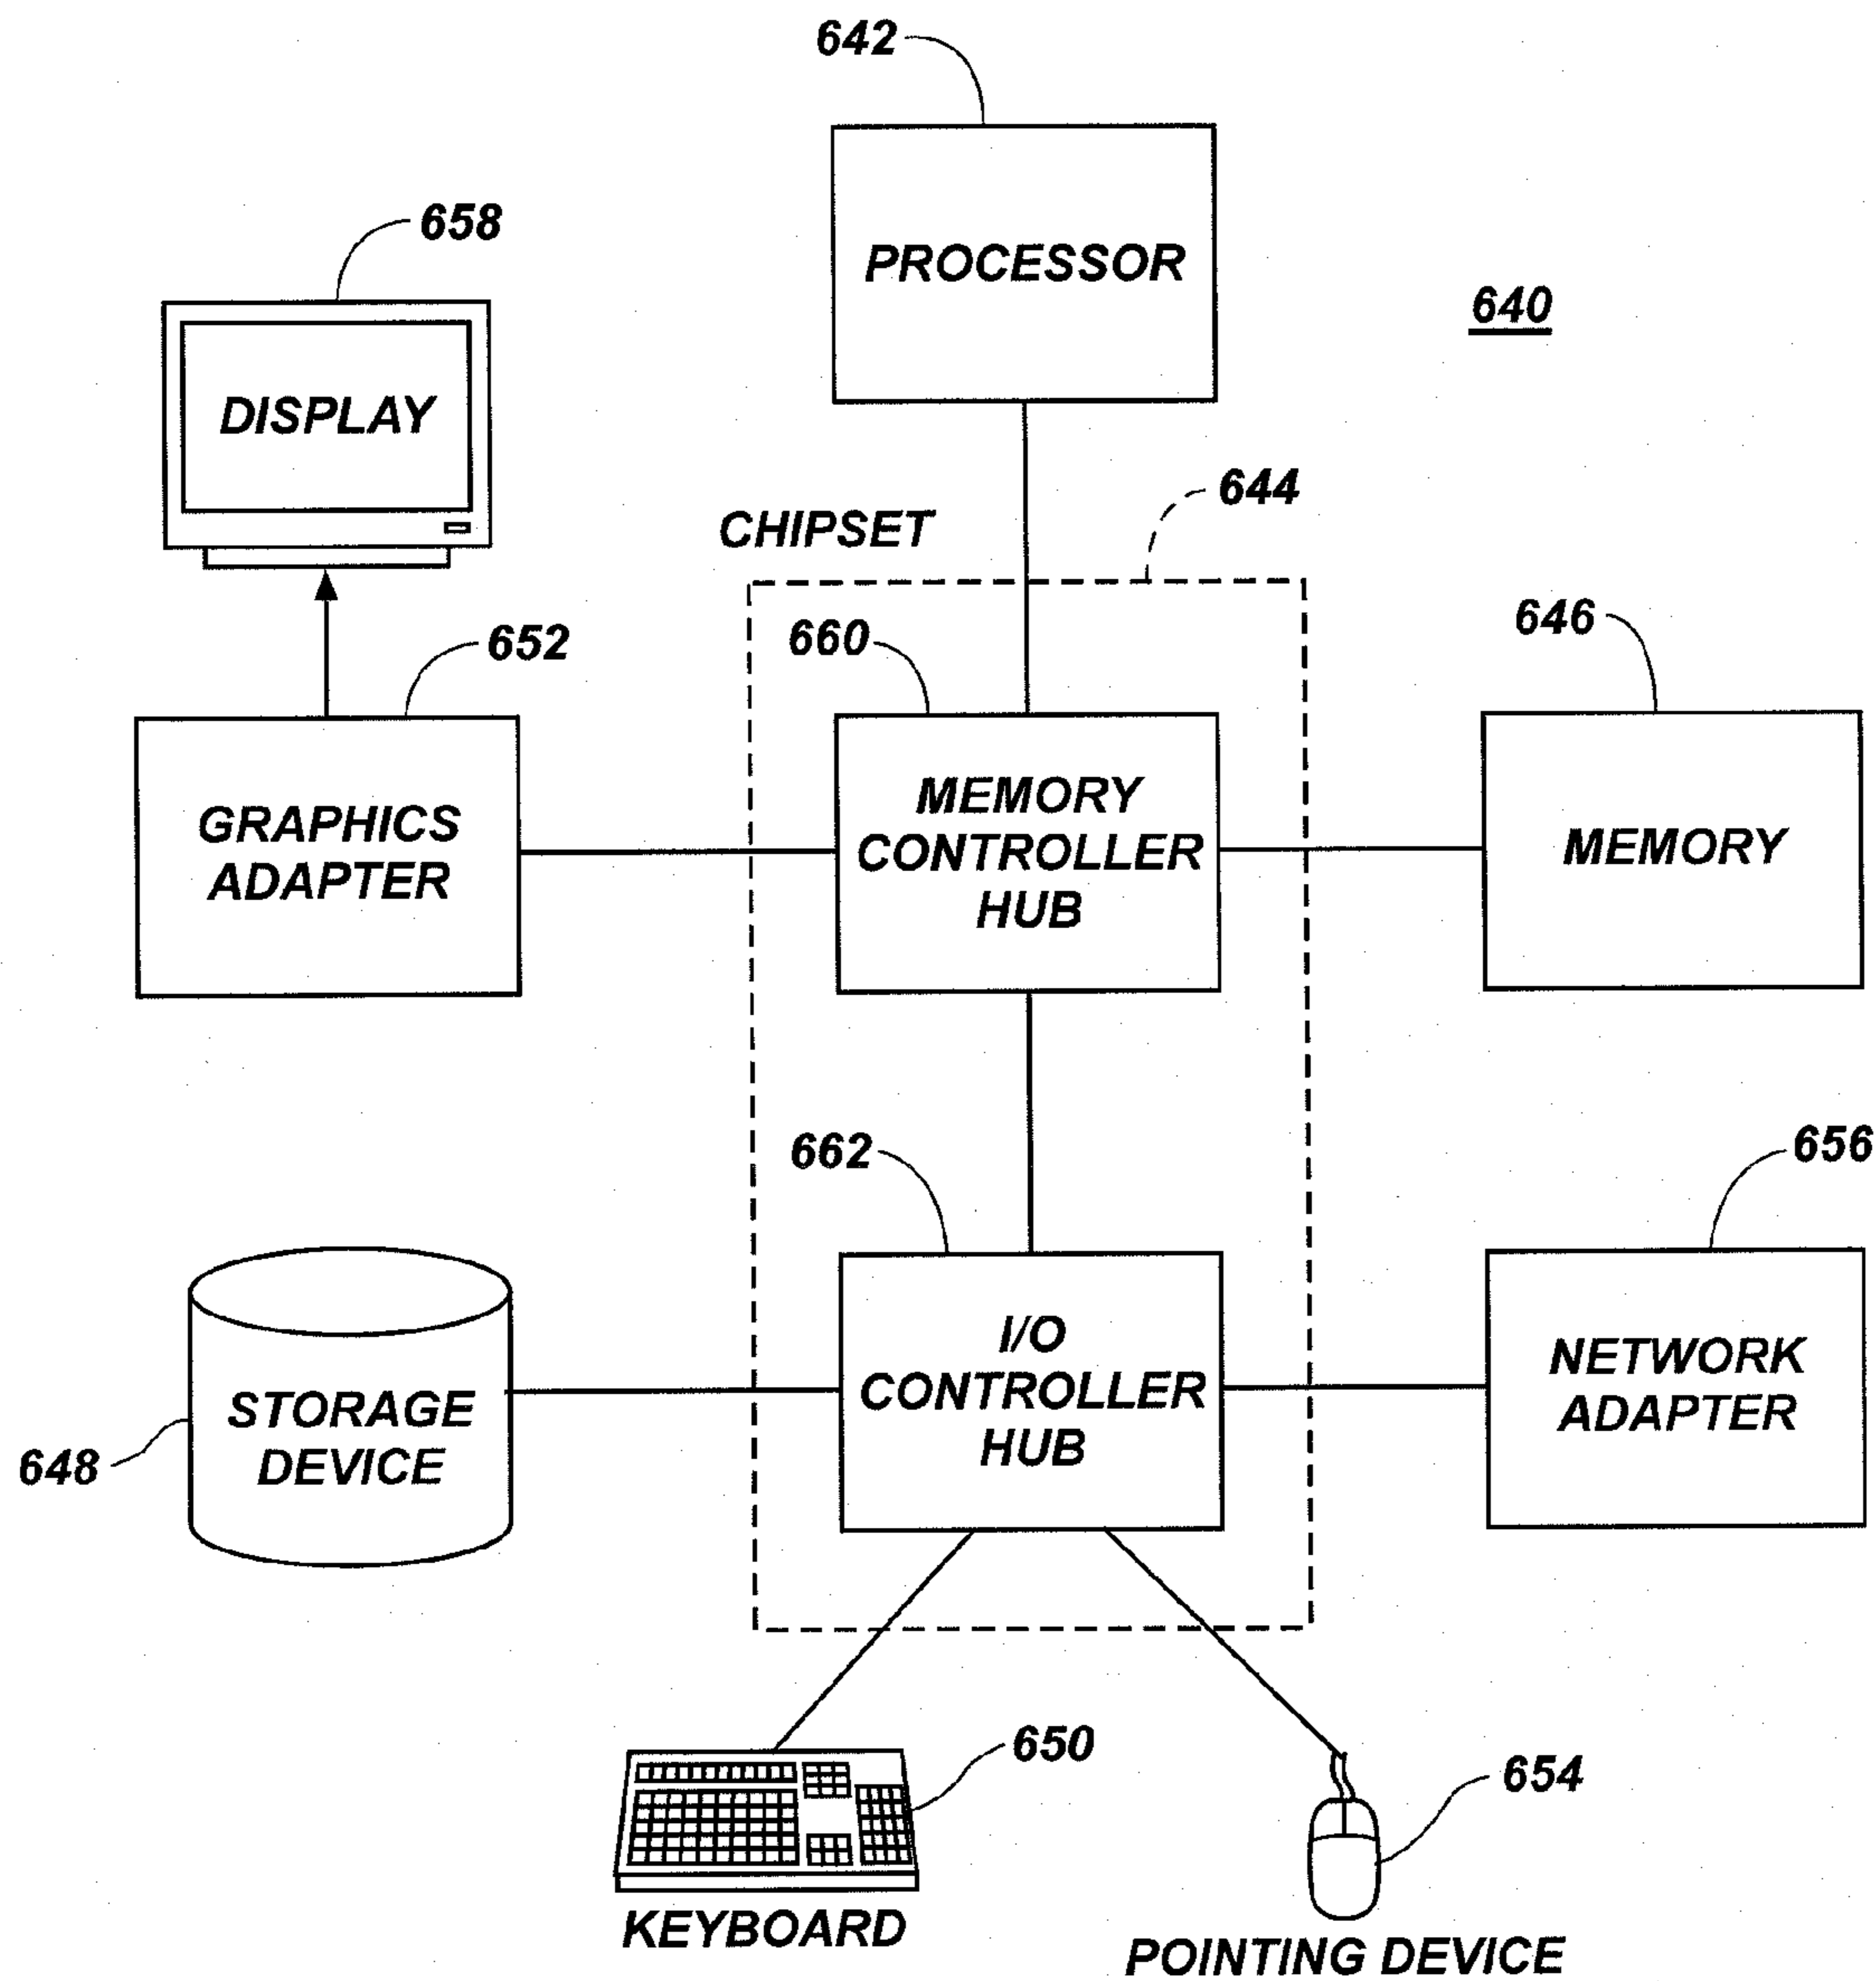 642
PROCESSOR
658
640
DISPLAY
644
CHIPSET
652
660
646
GRAPHICS
ADAPTER
MEMORY
CONTROLLER
HUB
MEMORY
662
656
648
STORAGE
DEVICE
I/O
CONTROLLER
HUB
NETWORK
ADAPTER
650
654
KEYBOARD
POINTING DEVICE